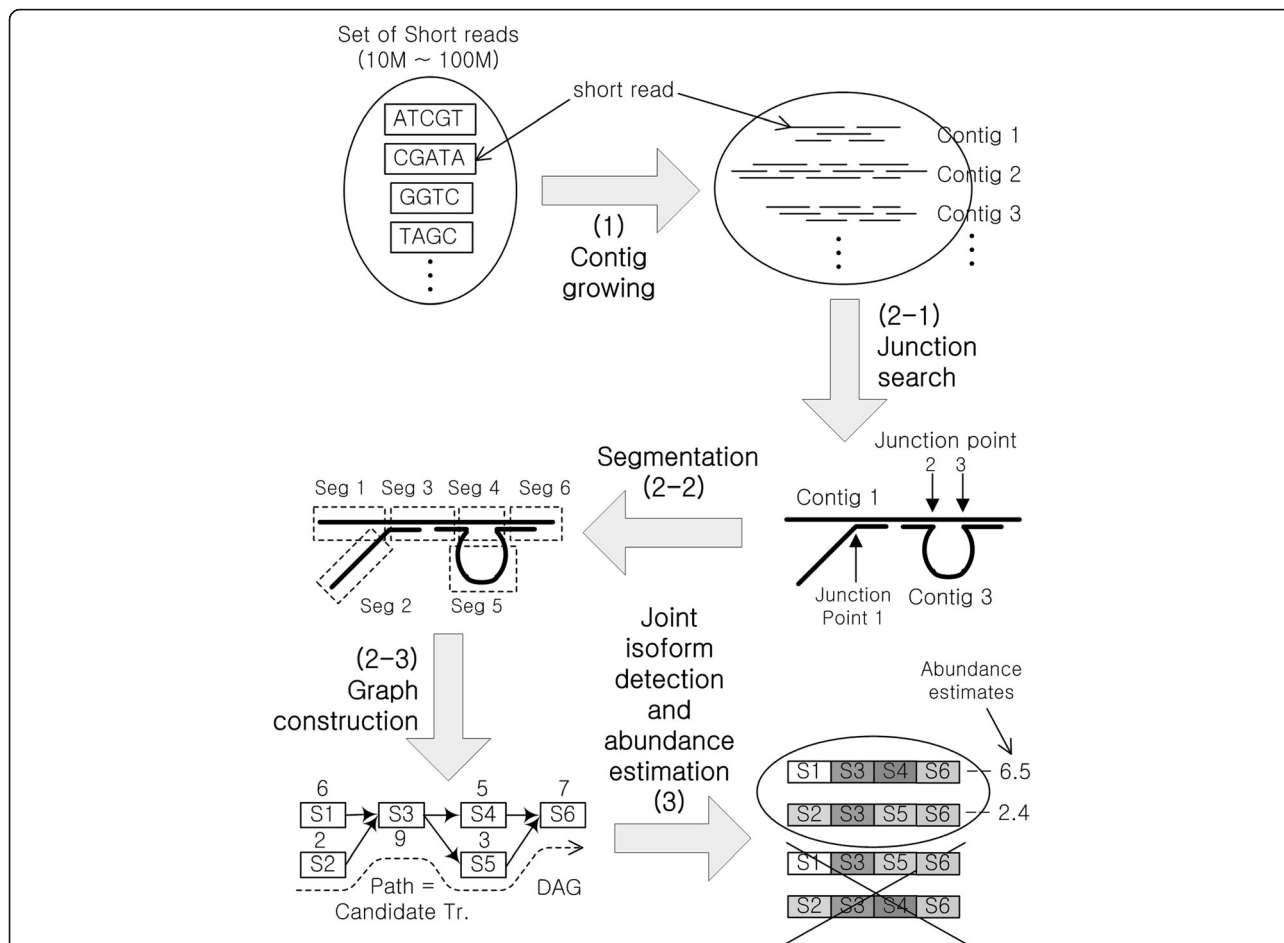 Set of Short reads
(10M ~ 100M)
short read
ATCGT
CGATA
GGTC
TAGC
(1)
Contig
growing
Contig 1
Contig 2
Contig 3
(2-1)
Junction
search
Junction point
2 3
Contig 1
Junction
Point 1
Contig 3
Segmentation
(2-2)
Seg 1 Seg 3 Seg 4 Seg 6
Seg 2 Seg 5
(2-3)
Graph
construction
6 5 7
S1 S3 S4 S6
2 9 3
S2 S5
Path =
Candidate Tr.
DAG
Joint
isoform
detection
and
abundance
estimation
(3)
Abundance
estimates
S1 S3 S4 S6 -- 6.5
S2 S3 S5 S6 -- 2.4
S1 S3 S5 S6
S2 S3 S4 S6